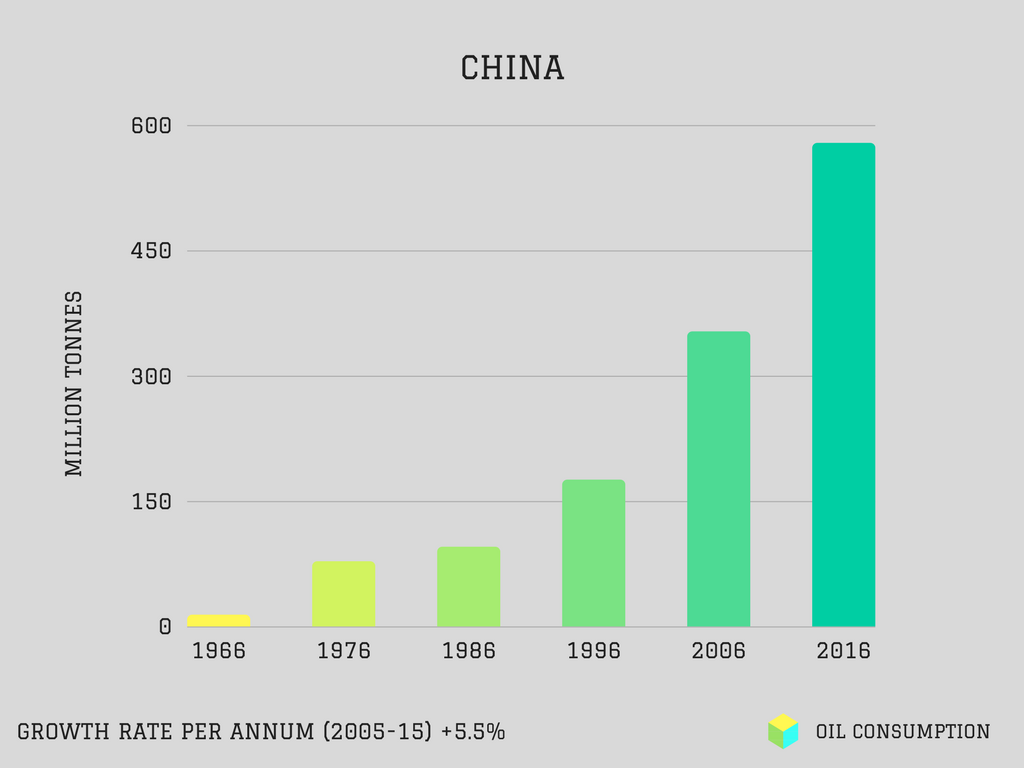 CHINA
600
450
300
150
0
MILLION TONNES
1966 1976 1986 1996 2006 2016
GROWTH RATE PER ANNUM (2005-15) +5.5%
OIL CONSUMPTION